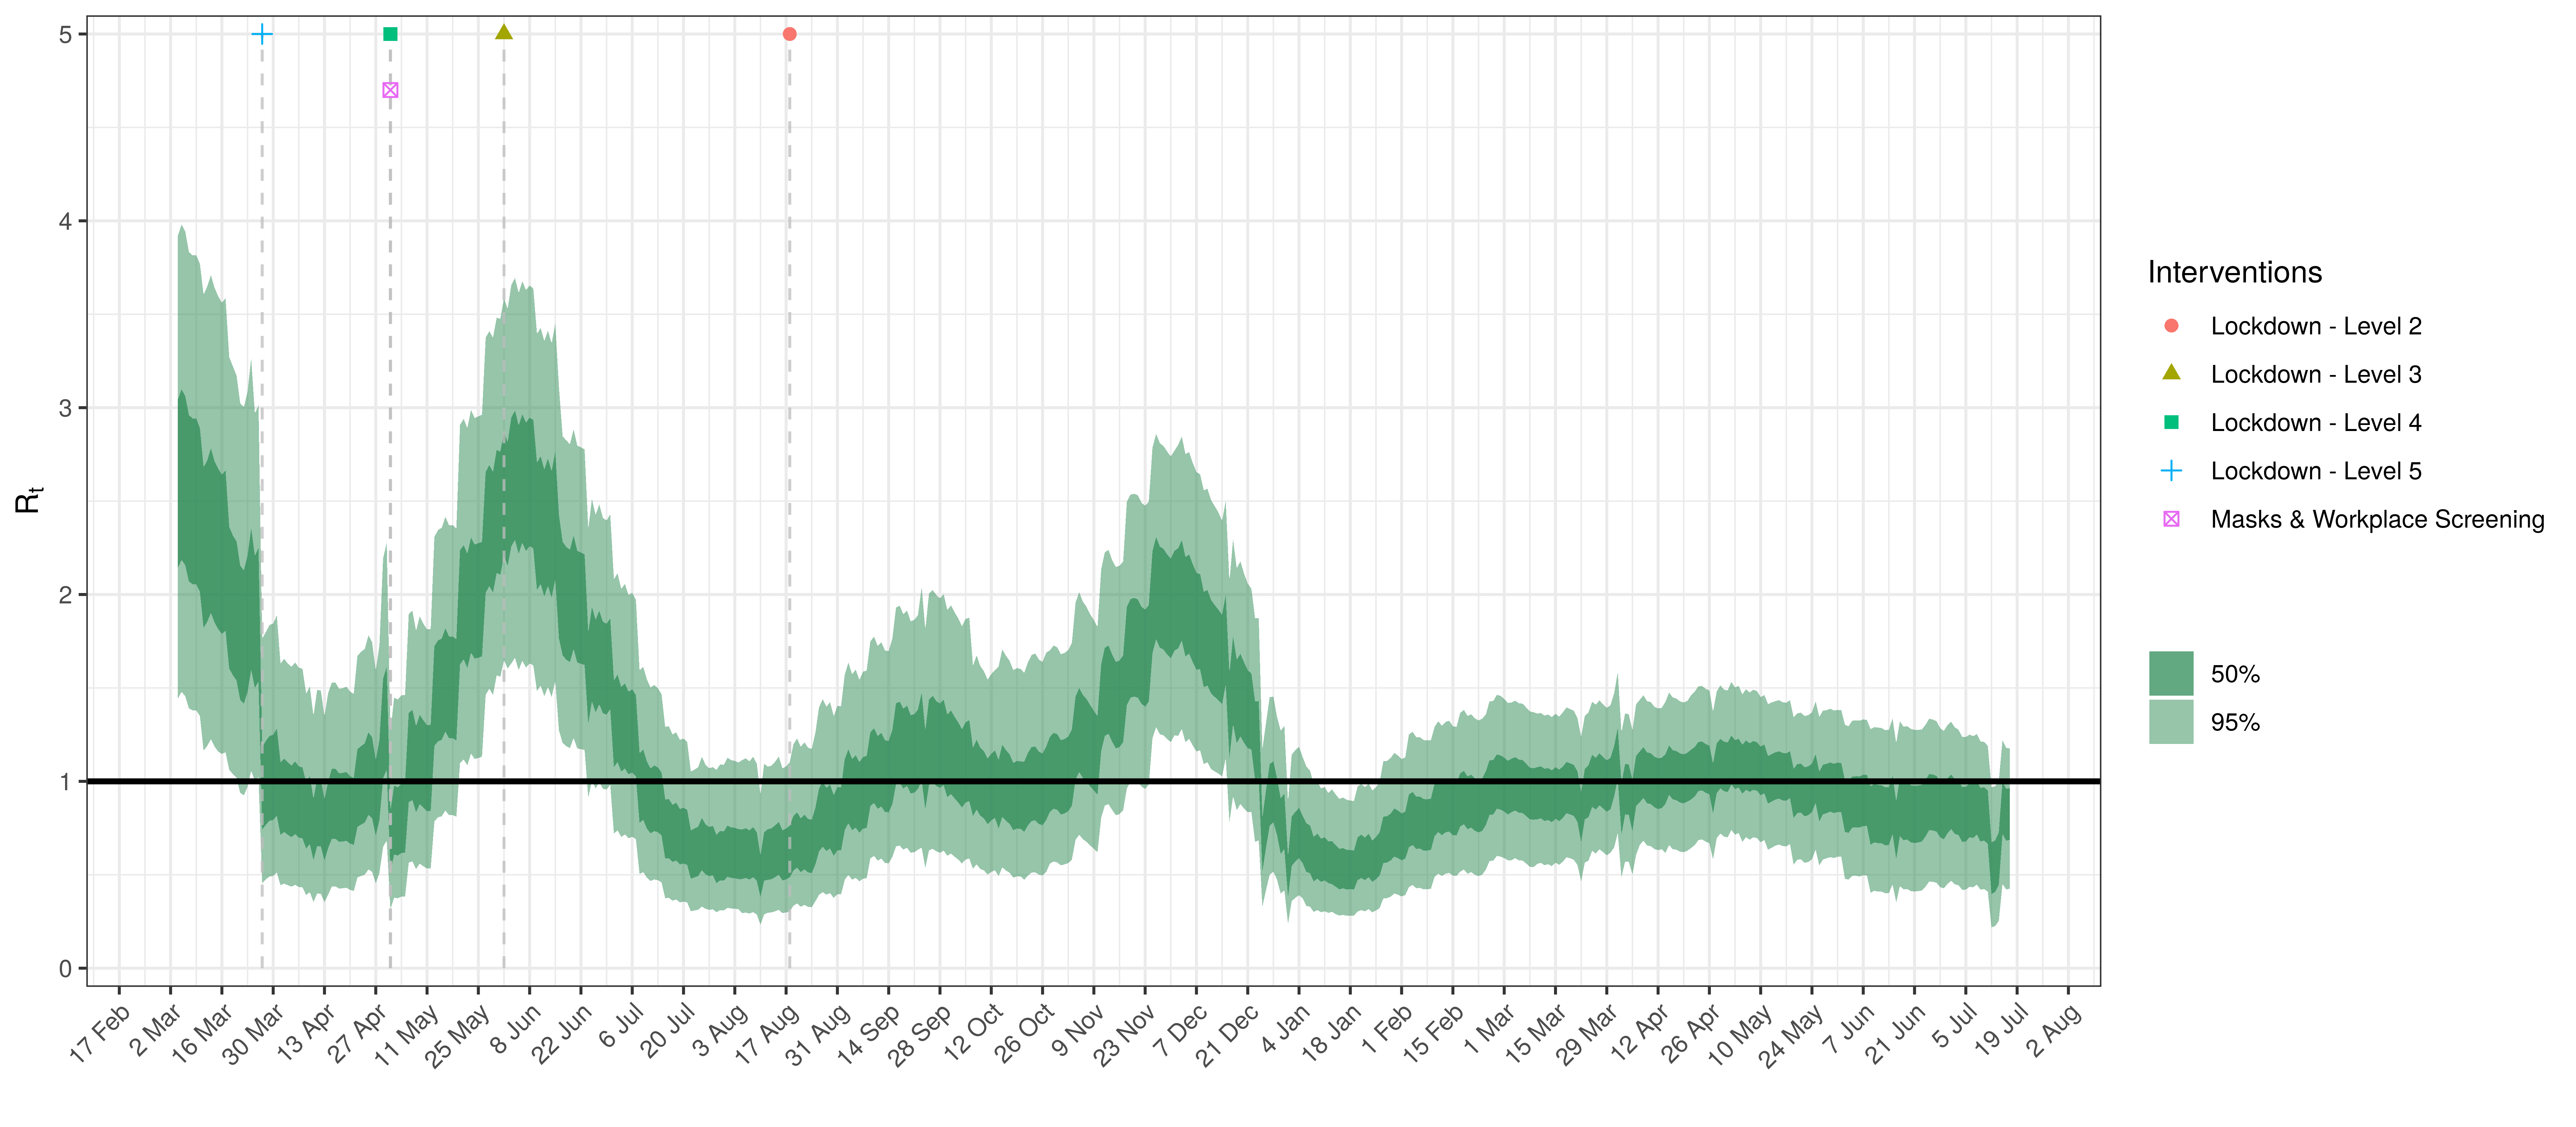 5
4
3
2
1
0
Rt
17 Feb
2 Mar
16 Mar
30 Mar
13 Apr
27 Apr
11 May
25 May
8 Jun
22 Jun
6 Jul
20 Jul
3 Aug
17 Aug
31 Aug
14 Sep
28 Sep
12 Oct
26 Oct
9 Nov
23 Nov
7 Dec
21 Dec
4 Jan
18 Jan
1 Feb
15 Feb
1 Mar
15 Mar
29 Mar
12 Apr
26 Apr
10 May
24 May
7 Jun
21 Jun
5 Jul
19 Jul
2 Aug
Interventions
Lockdown - Level 2
Lockdown - Level 3
Lockdown - Level 4
Lockdown - Level 5
Masks & Workplace Screening
50%
95%